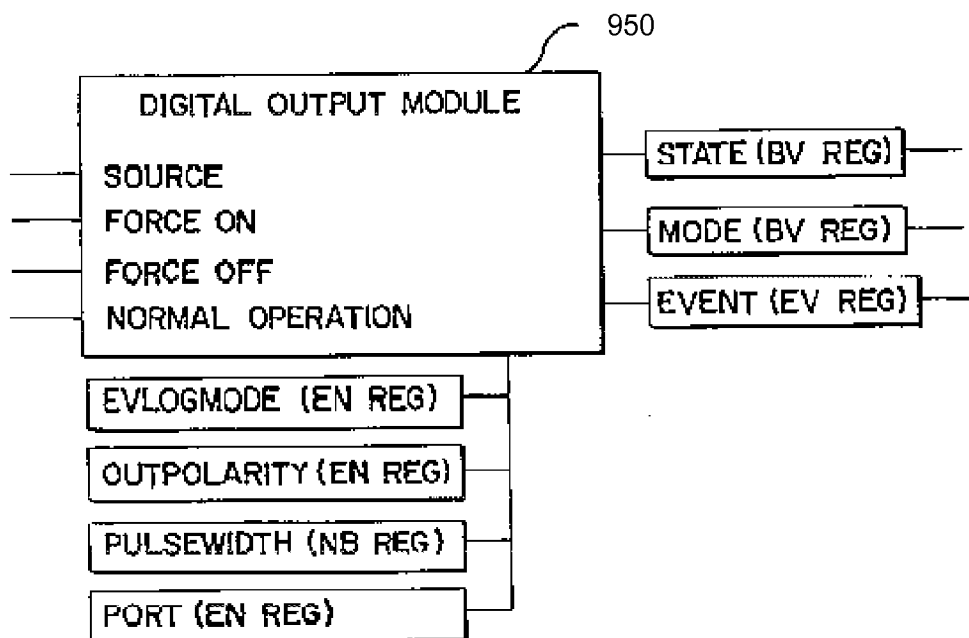 950
DIGITAL OUTPUT MODULE
SOURCE
FORCE ON
FORCE OFF
NORMAL OPERATION
STATE (BV REG)
MODE (BV REG)
EVENT (EV REG)
EVLOGMODE (EN REG)
OUTPOLARITY (EN REG)
PULSEWIDTH (NB REG)
PORT (EN REG)